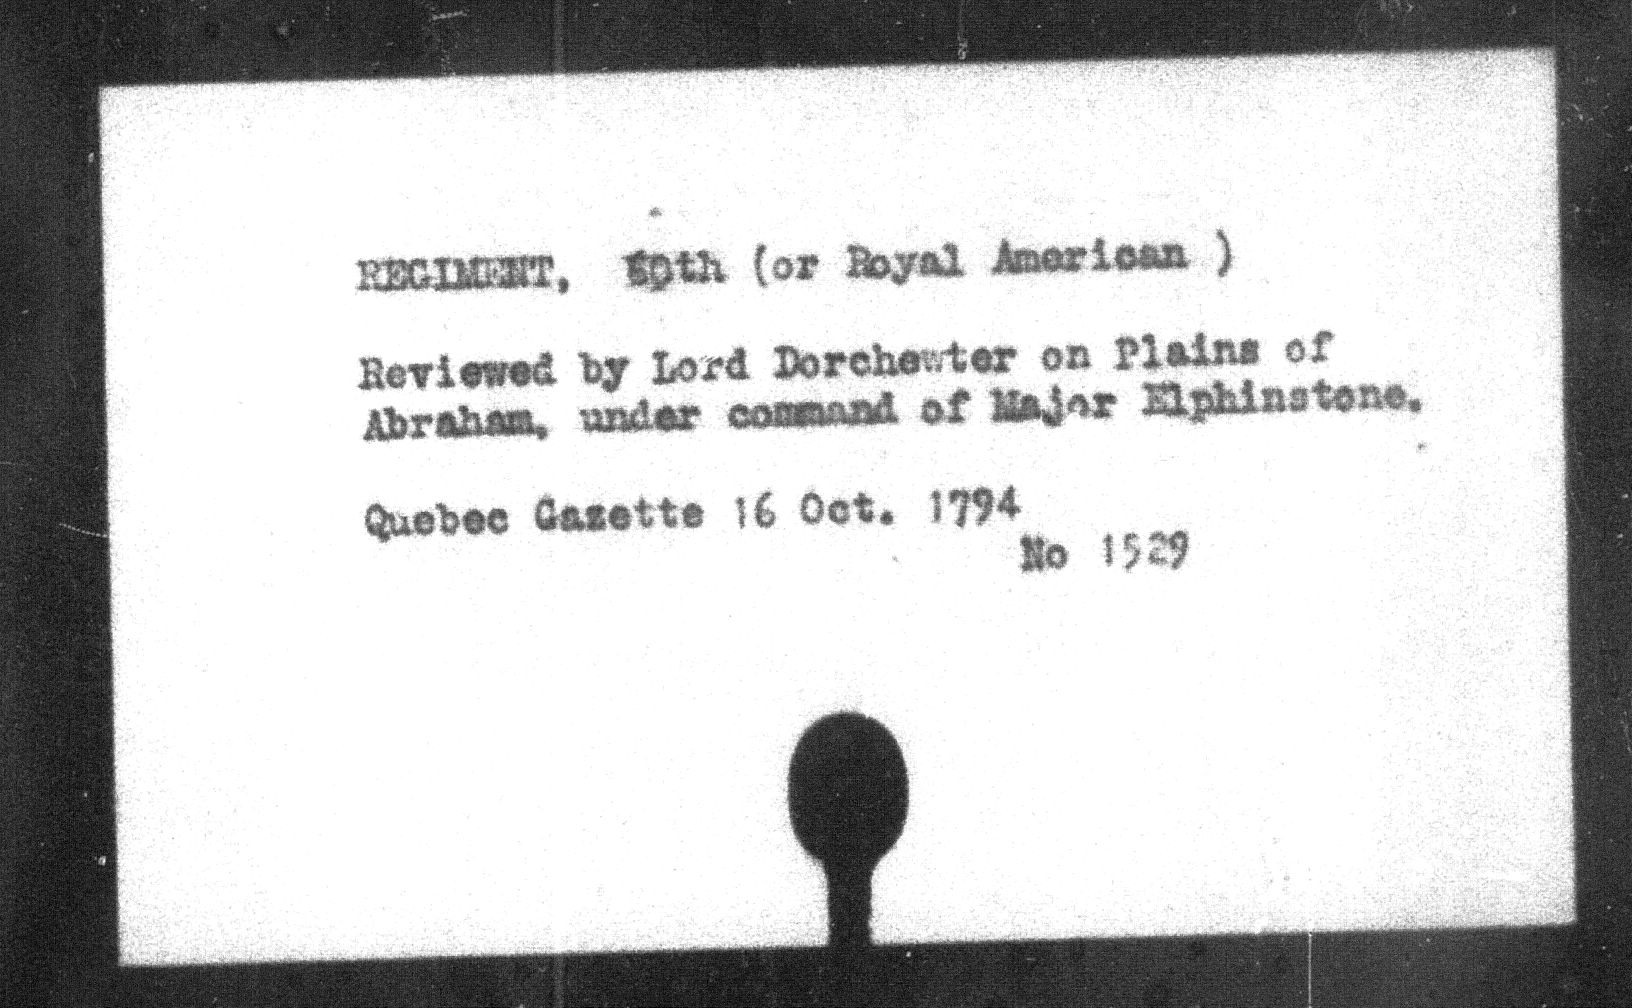 REGIMENT, 60th (or Royal American )
Reviewed by Lord Dorchewter on Plains of
Abraham, under command of Major Elphinstone.
Quebec Gazette 16 Oct. 1794
No 1529